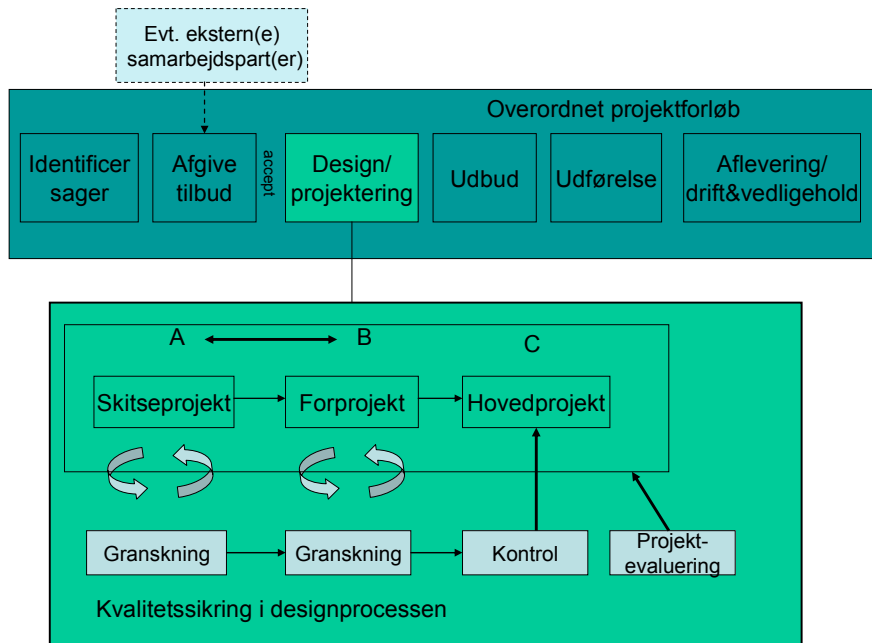 Evt. ekstern(e)
samarbejdspart(er)
Overordnet projektforløb
Identificer
sager
Afgive
tilbud
accept
Design/
projektering
Udbud
Udførelse
Aflevering/
drift&vedligehold
A
B
C
Skitseprojekt
Forprojekt
Hovedprojekt
Granskning
Granskning
Kontrol
Projekt-
evaluering
Kvalitetssikring i designprocessen